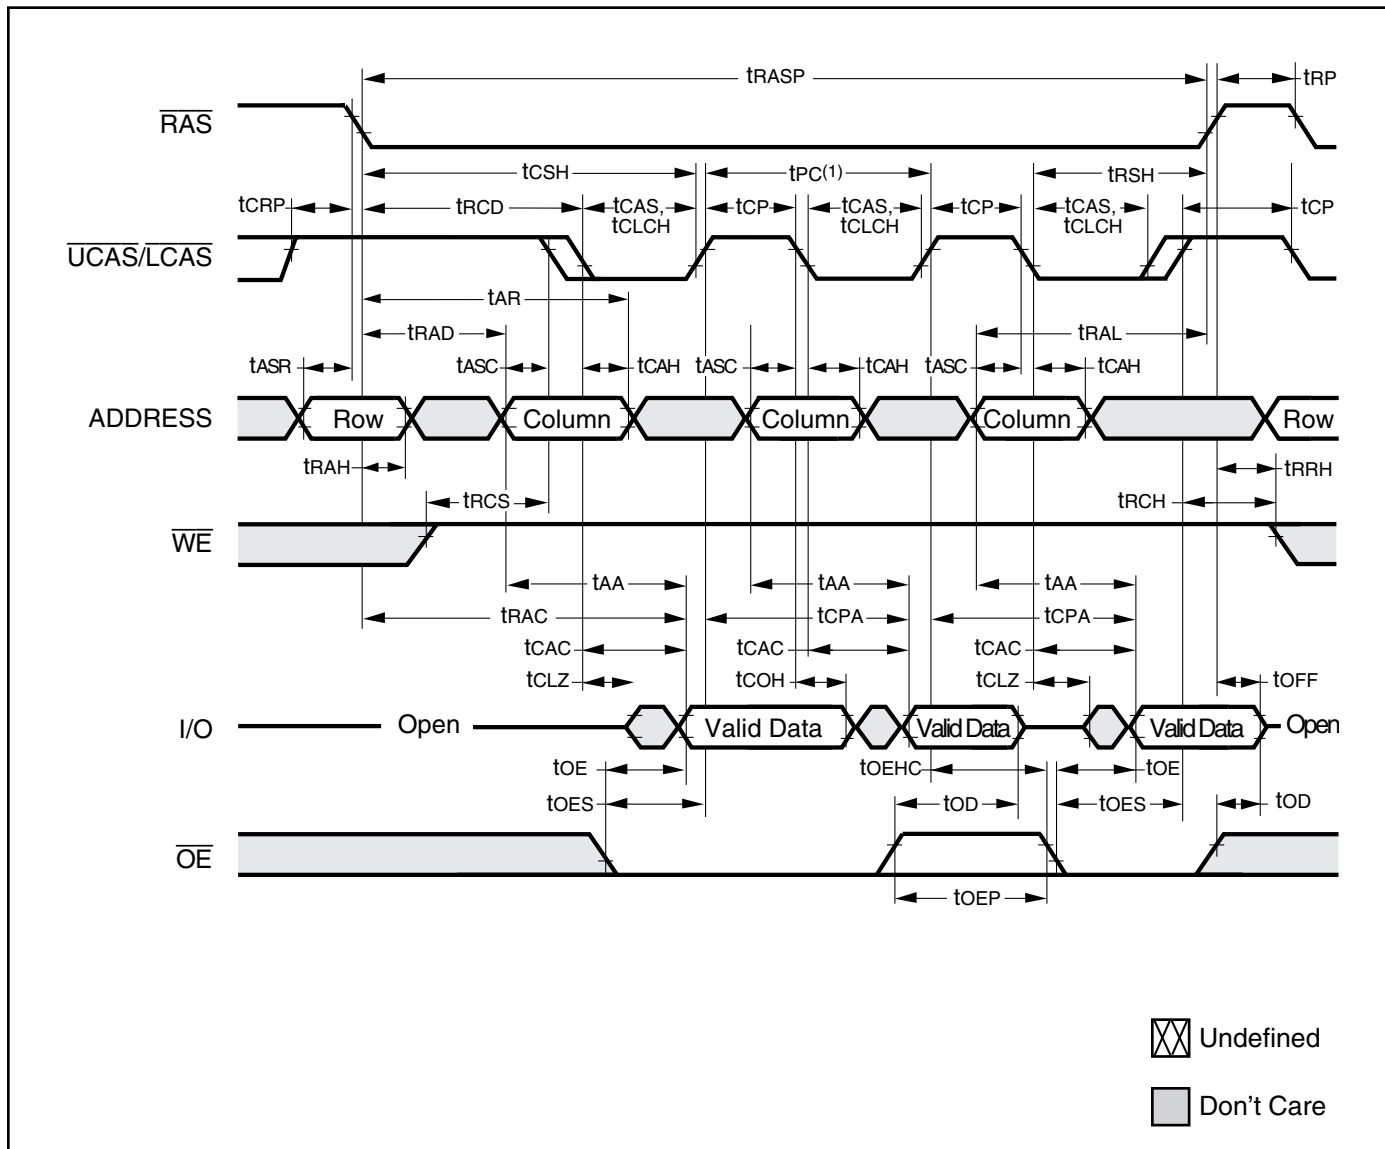 tRASP tRP
RAS
tCSH tPC(1) tRSH
tCRP tRCD tCAS, tCLCH tCP tCAS, tCLCH tCP tCAS, tCLCH tCP
UCAS/LCAS
tAR
tRAD tRAL
tASR tASC tCAH tASC tCAH tASC tCAH
ADDRESS Row Column Column Column Row
tRAH tRRH
tRCS tRCH
WE
tAA tAA tAA
tRAC tCPA tCPA
tCAC tCAC tCAC
tCLZ tCOH tCLZ tOFF
I/O Open Valid Data Valid Data Valid Data Open
tOE tOEHC tOE
tOES tOD tOES tOD
OE
tOEP
Undefined
Don't Care